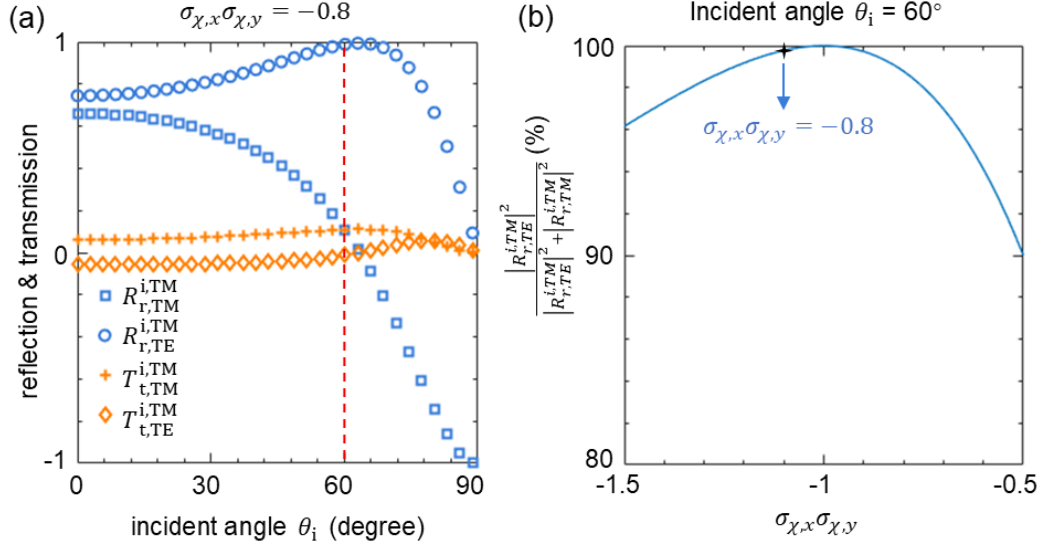 (a)
σχ,xσχ,y = −0.8
reflection & transmission
1
0
-1
R^{i,TM}_{r,TM}
R^{i,TM}_{r,TE}
T^{i,TM}_{t,TM}
T^{i,TM}_{t,TE}
0 30 60 90
incident angle θi (degree)
(b)
Incident angle θi = 60°
|R^{i,TM}_{r,TE}|² / (|R^{i,TM}_{r,TE}|² + |R^{i,TM}_{r,TM}|²) (%)
100
90
80
σχ,xσχ,y = −0.8
-1.5 -1 -0.5
σχ,xσχ,y